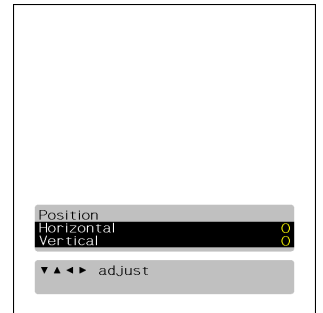 Position
Horizontal 0
Vertical 0
▼▲◄► adjust